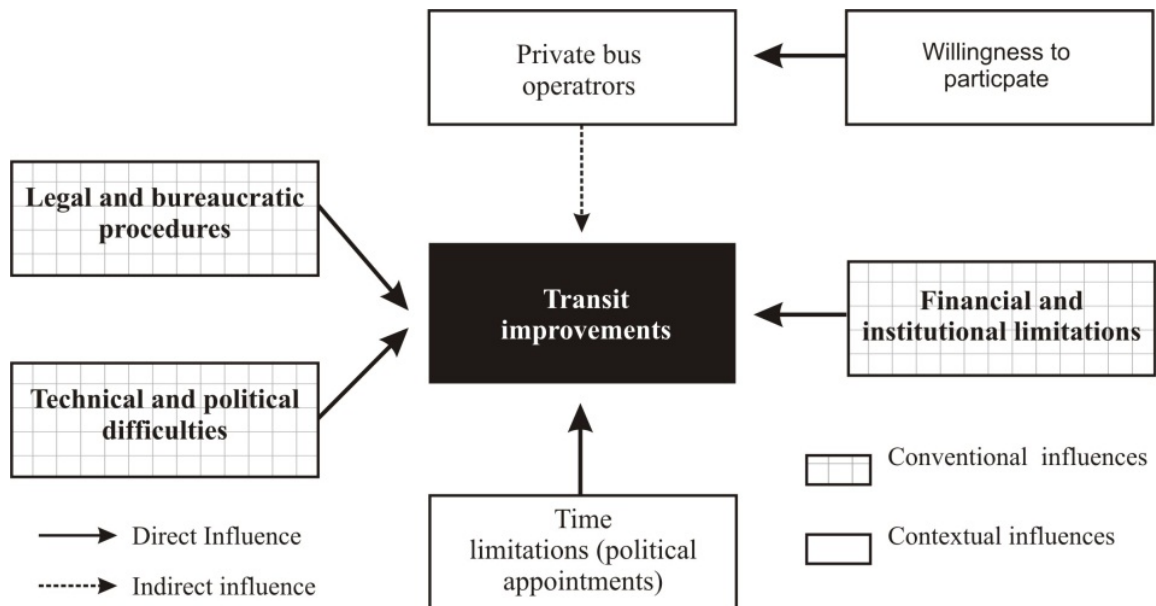 Private bus
operatrors
Willingness to
particpate
Legal and bureaucratic
procedures
Transit
improvements
Financial and
institutional limitations
Technical and political
difficulties
Time
limitations (political
appointments)
Direct Influence
Indirect influence
Conventional influences
Contextual influences